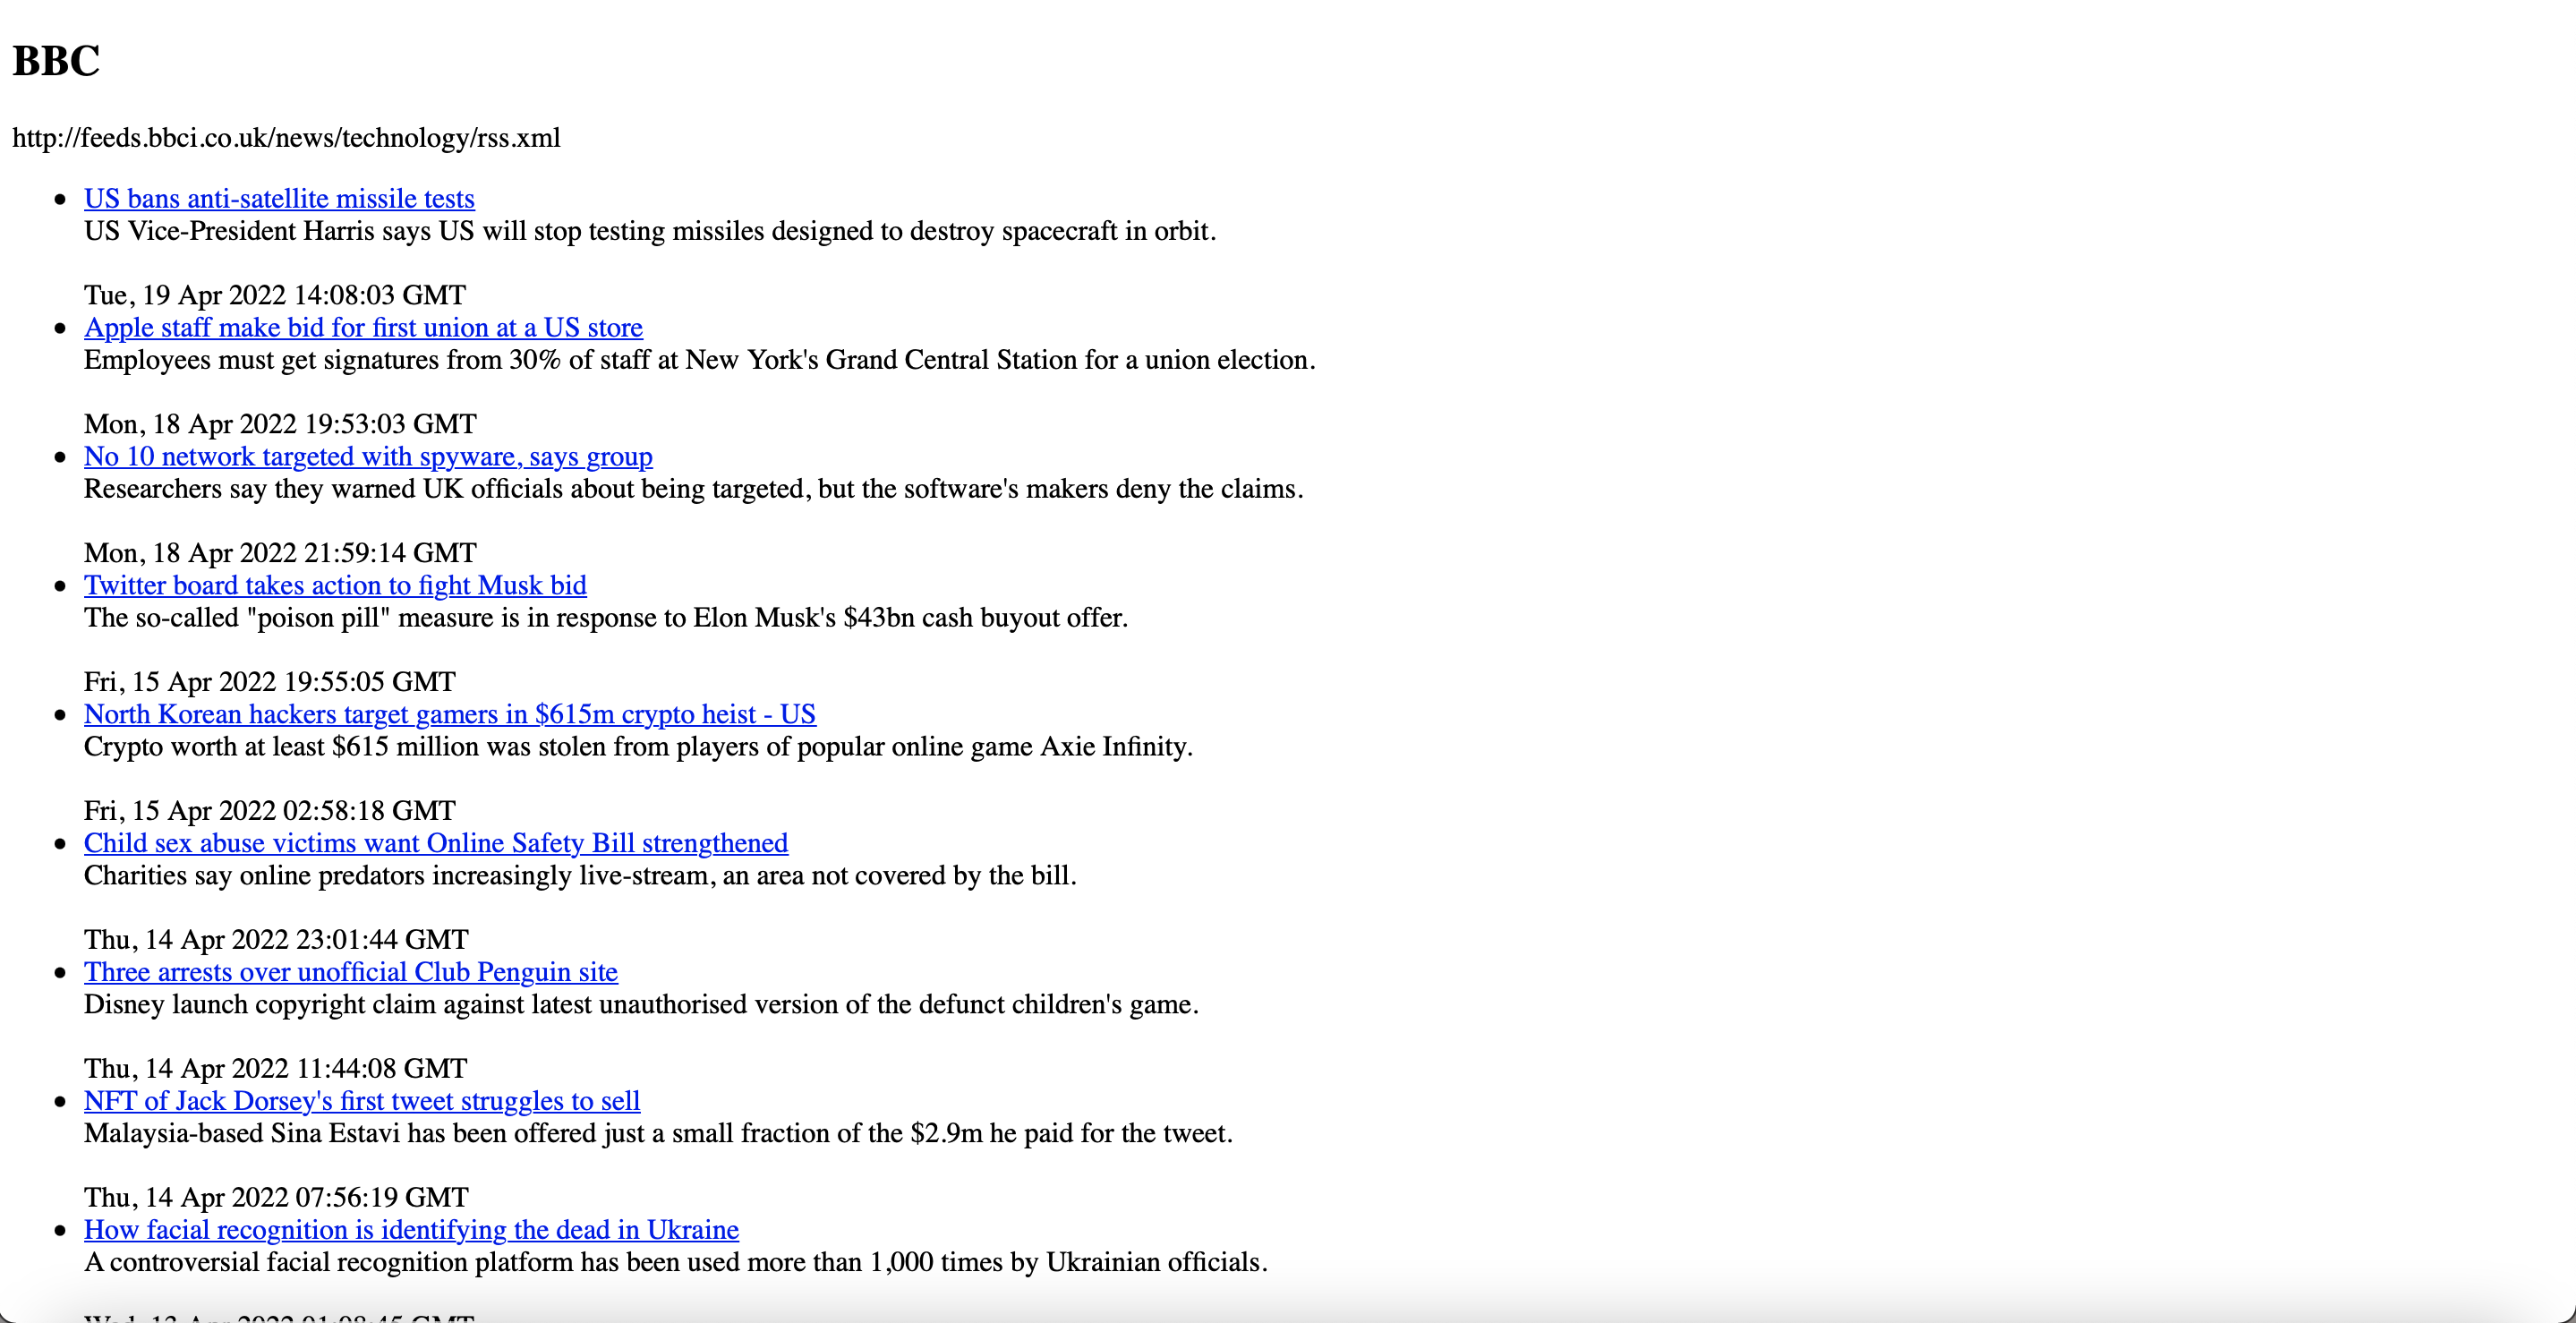 BBC
http://feeds.bbci.co.uk/news/technology/rss.xml
US bans anti-satellite missile tests
US Vice-President Harris says US will stop testing missiles designed to destroy spacecraft in orbit.
Tue, 19 Apr 2022 14:08:03 GMT
Apple staff make bid for first union at a US store
Employees must get signatures from 30% of staff at New York's Grand Central Station for a union election.
Mon, 18 Apr 2022 19:53:03 GMT
No 10 network targeted with spyware, says group
Researchers say they warned UK officials about being targeted, but the software's makers deny the claims.
Mon, 18 Apr 2022 21:59:14 GMT
Twitter board takes action to fight Musk bid
The so-called "poison pill" measure is in response to Elon Musk's $43bn cash buyout offer.
Fri, 15 Apr 2022 19:55:05 GMT
North Korean hackers target gamers in $615m crypto heist - US
Crypto worth at least $615 million was stolen from players of popular online game Axie Infinity.
Fri, 15 Apr 2022 02:58:18 GMT
Child sex abuse victims want Online Safety Bill strengthened
Charities say online predators increasingly live-stream, an area not covered by the bill.
Thu, 14 Apr 2022 23:01:44 GMT
Three arrests over unofficial Club Penguin site
Disney launch copyright claim against latest unauthorised version of the defunct children's game.
Thu, 14 Apr 2022 11:44:08 GMT
NFT of Jack Dorsey's first tweet struggles to sell
Malaysia-based Sina Estavi has been offered just a small fraction of the $2.9m he paid for the tweet.
Thu, 14 Apr 2022 07:56:19 GMT
How facial recognition is identifying the dead in Ukraine
A controversial facial recognition platform has been used more than 1,000 times by Ukrainian officials.